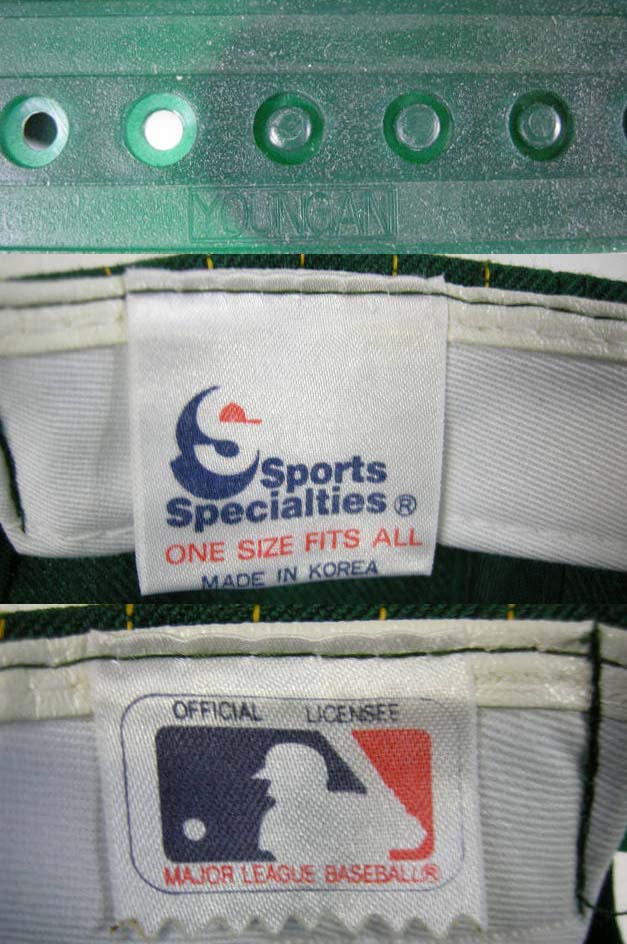 YOUNGAN
Sports
Specialties®
ONE SIZE FITS ALL
MADE IN KOREA
OFFICIAL LICENSEE
MAJOR LEAGUE BASEBALL®